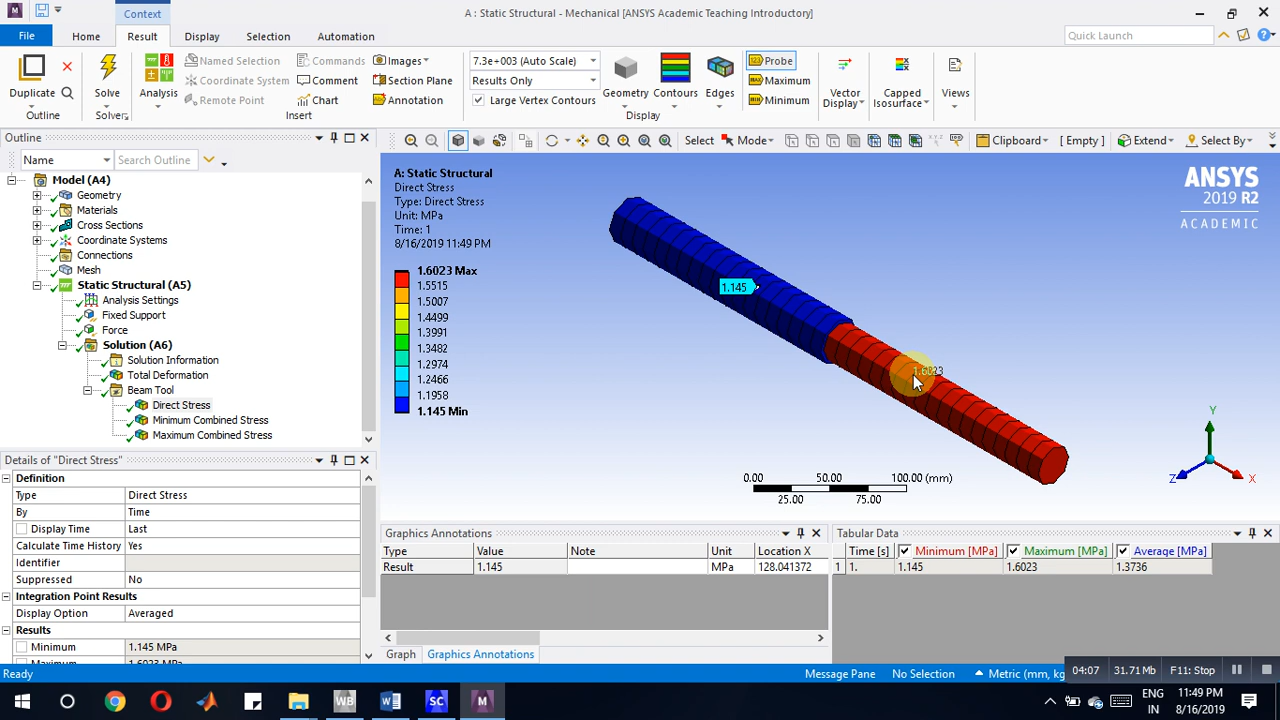 Context
A : Static Structural - Mechanical [ANSYS Academic Teaching Introductory]
File
Home
Result
Display
Selection
Automation
Quick Launch
Duplicate
Outline
Solve
Solver
Analysis
Named Selection
Coordinate System
Remote Point
Commands
Comment
Chart
Images
Section Plane
Annotation
Insert
7.3e+003 (Auto Scale)
Results Only
Large Vertex Contours
Geometry
Contours
Edges
Probe
Maximum
Minimum
Display
Vector
Display
Capped
Isosurface
Views
Outline
Select
Mode
Clipboard
[ Empty ]
Extend
Select By
Name
Search Outline
Model (A4)
Geometry
Materials
Cross Sections
Coordinate Systems
Connections
Mesh
Static Structural (A5)
Analysis Settings
Fixed Support
Force
Solution (A6)
Solution Information
Total Deformation
Beam Tool
Direct Stress
Minimum Combined Stress
Maximum Combined Stress
A: Static Structural
Direct Stress
Type: Direct Stress
Unit: MPa
Time: 1
8/16/2019 11:49 PM
1.6023 Max
1.5515
1.5007
1.4499
1.3991
1.3482
1.2974
1.2466
1.1958
1.145 Min
1.145
1.6023
ANSYS
2019 R2
ACADEMIC
0.00
50.00
100.00 (mm)
25.00
75.00
Y
Z
X
Details of "Direct Stress"
Definition
Type Direct Stress
By Time
Display Time Last
Calculate Time History Yes
Identifier
Suppressed No
Integration Point Results
Display Option Averaged
Results
Minimum 1.145 MPa
Graphics Annotations
Type Value Note Unit Location X
Result 1.145 MPa 128.041372
Graph
Graphics Annotations
Tabular Data
Time [s] Minimum [MPa] Maximum [MPa] Average [MPa]
1 1. 1.145 1.6023 1.3736
Ready
Message Pane
No Selection
Metric (mm, kg
04:07
31.71 Mb
F11: Stop
WB
W
SC
M
ENG
IN
11:49 PM
8/16/2019